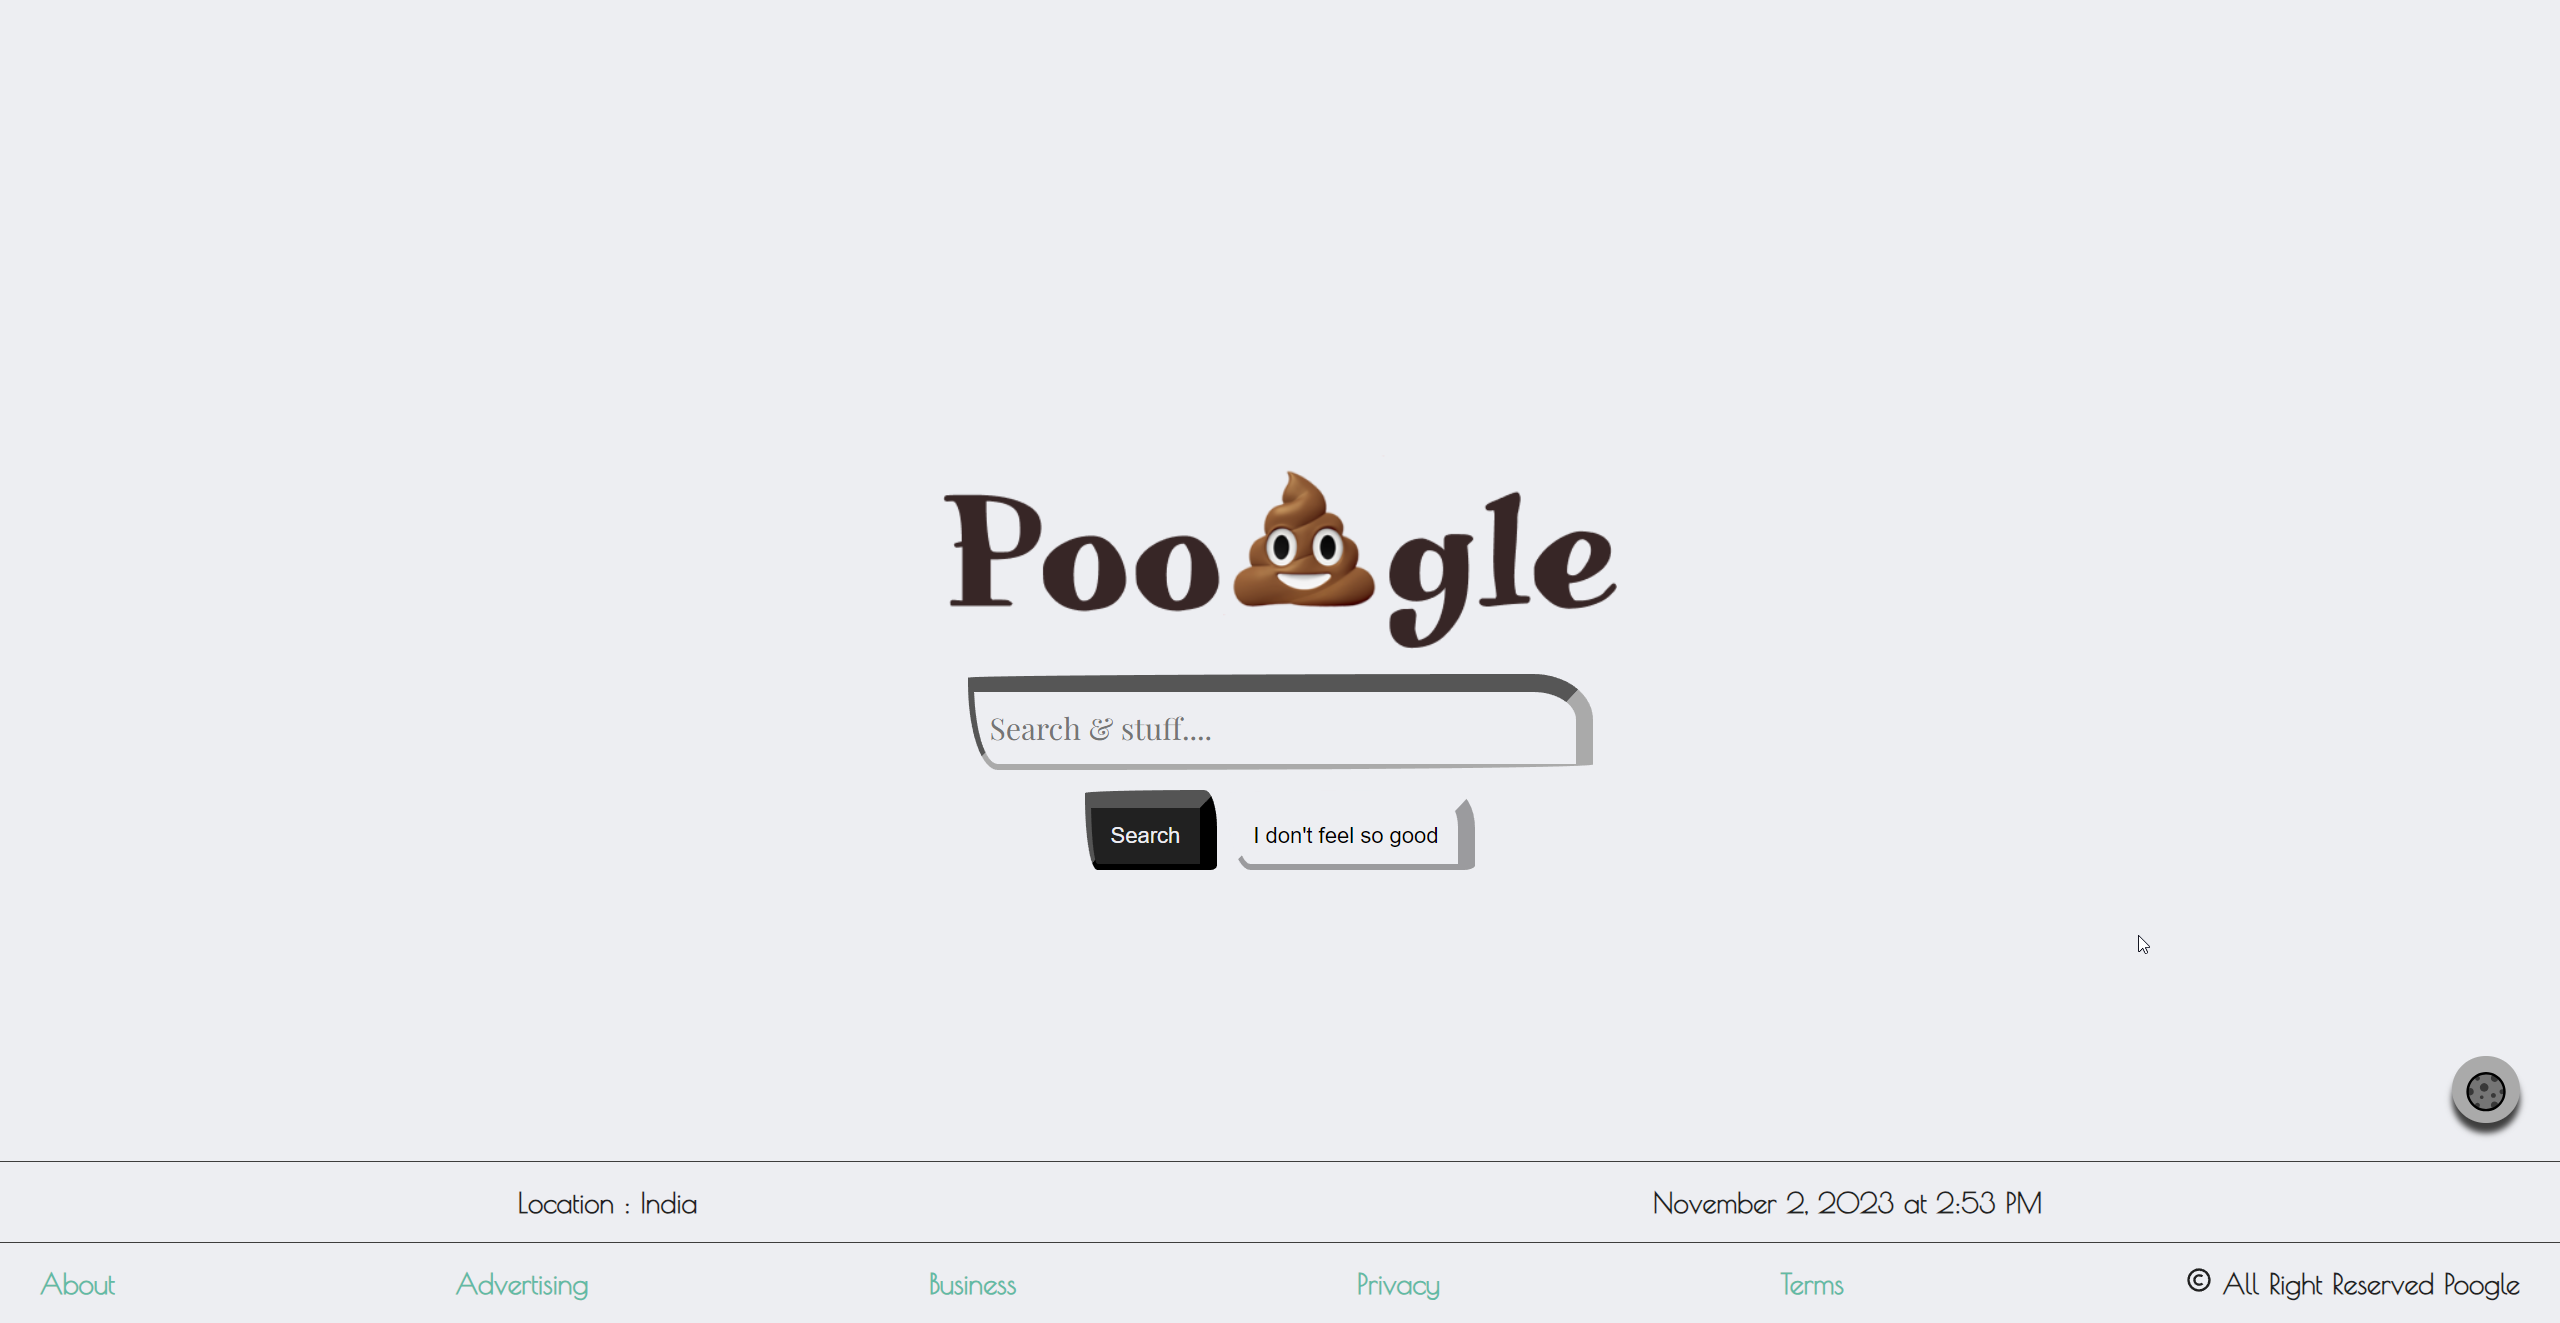 Poo💩gle
Search & stuff....
Search
I don't feel so good
Location : India
November 2, 2023 at 2:53 PM
About
Advertising
Business
Privacy
Terms
© All Right Reserved Poogle